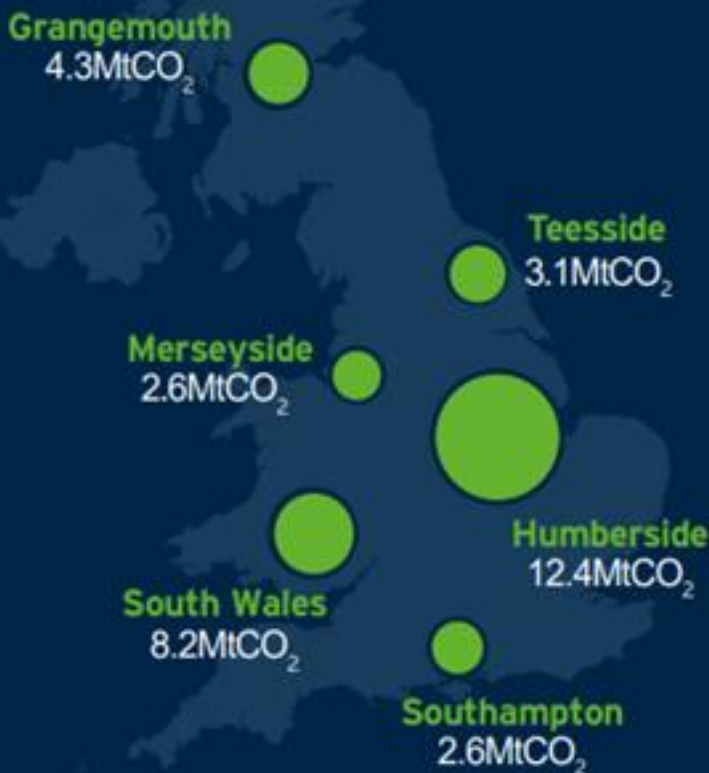 Grangemouth
4.3MtCO₂
Teesside
3.1MtCO₂
Merseyside
2.6MtCO₂
Humberside
12.4MtCO₂
South Wales
8.2MtCO₂
Southampton
2.6MtCO₂